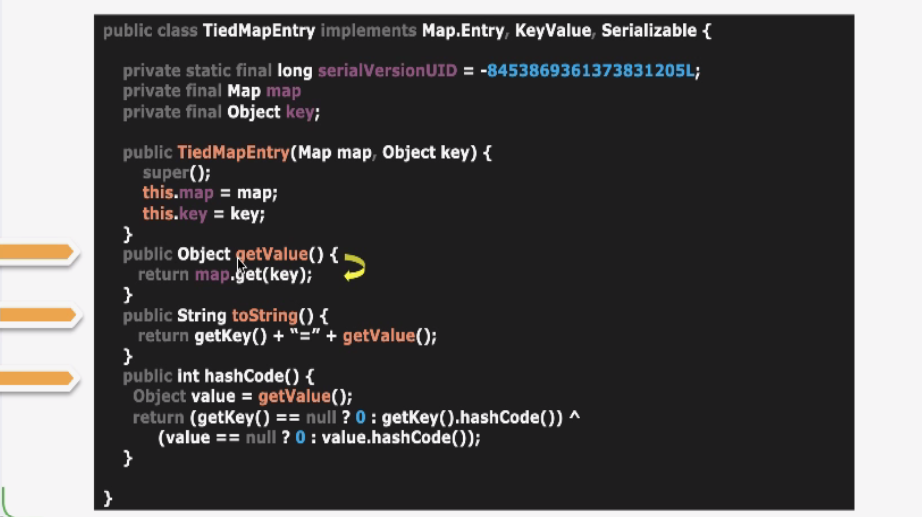 public class TiedMapEntry implements Map.Entry, KeyValue, Serializable {
private static final long serialVersionUID = -8453869361373831205L;
private final Map map
private final Object key;
public TiedMapEntry(Map map, Object key) {
super();
this.map = map;
this.key = key;
}
public Object getValue() {
return map.get(key);
}
public String toString() {
return getKey() + “=” + getValue();
}
public int hashCode() {
Object value = getValue();
return (getKey() == null ? 0 : getKey().hashCode()) ^
(value == null ? 0 : value.hashCode());
}
}